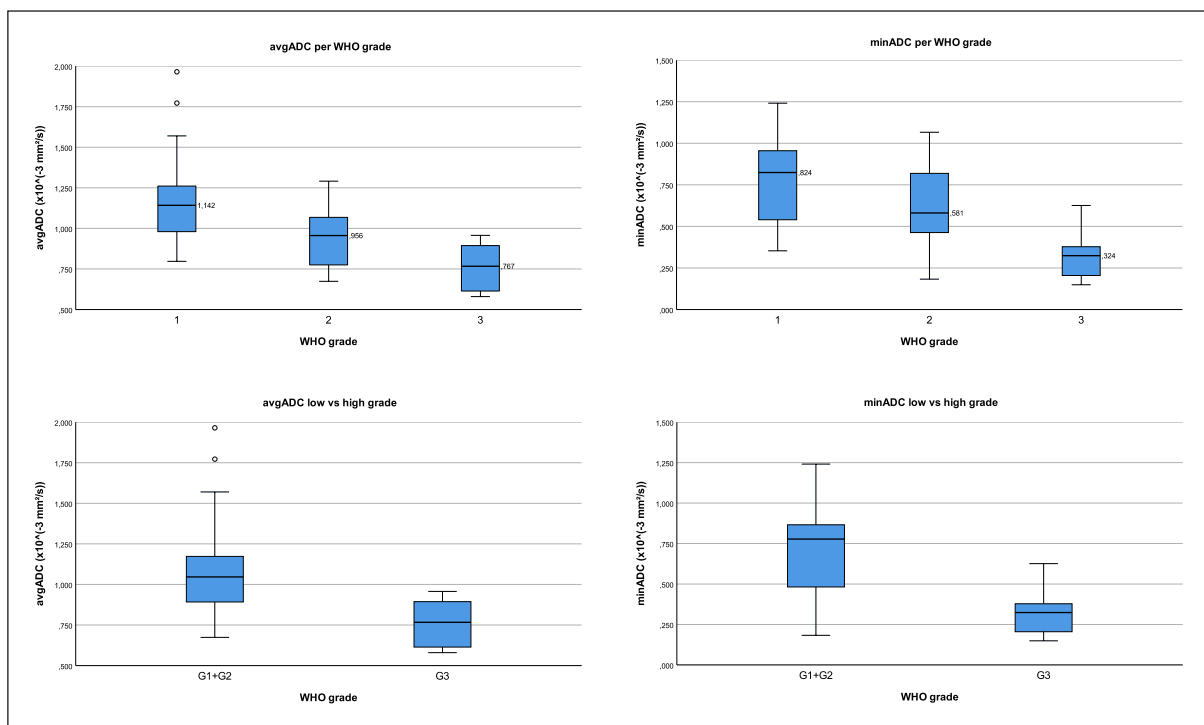 avgADC per WHO grade
avgADC (x10^(-3 mm²/s))
2,000
1,750
1,500
1,250
1,000
,750
,500
1,142
,956
,767
1
2
3
WHO grade
minADC per WHO grade
minADC (x10^(-3 mm²/s))
1,500
1,250
1,000
,750
,500
,250
,000
,824
,581
,324
1
2
3
WHO grade
avgADC low vs high grade
avgADC (x10^(-3 mm²/s))
2,000
1,750
1,500
1,250
1,000
,750
,500
G1+G2
G3
WHO grade
minADC low vs high grade
minADC (x10^(-3 mm²/s))
1,500
1,250
1,000
,750
,500
,250
,000
G1+G2
G3
WHO grade